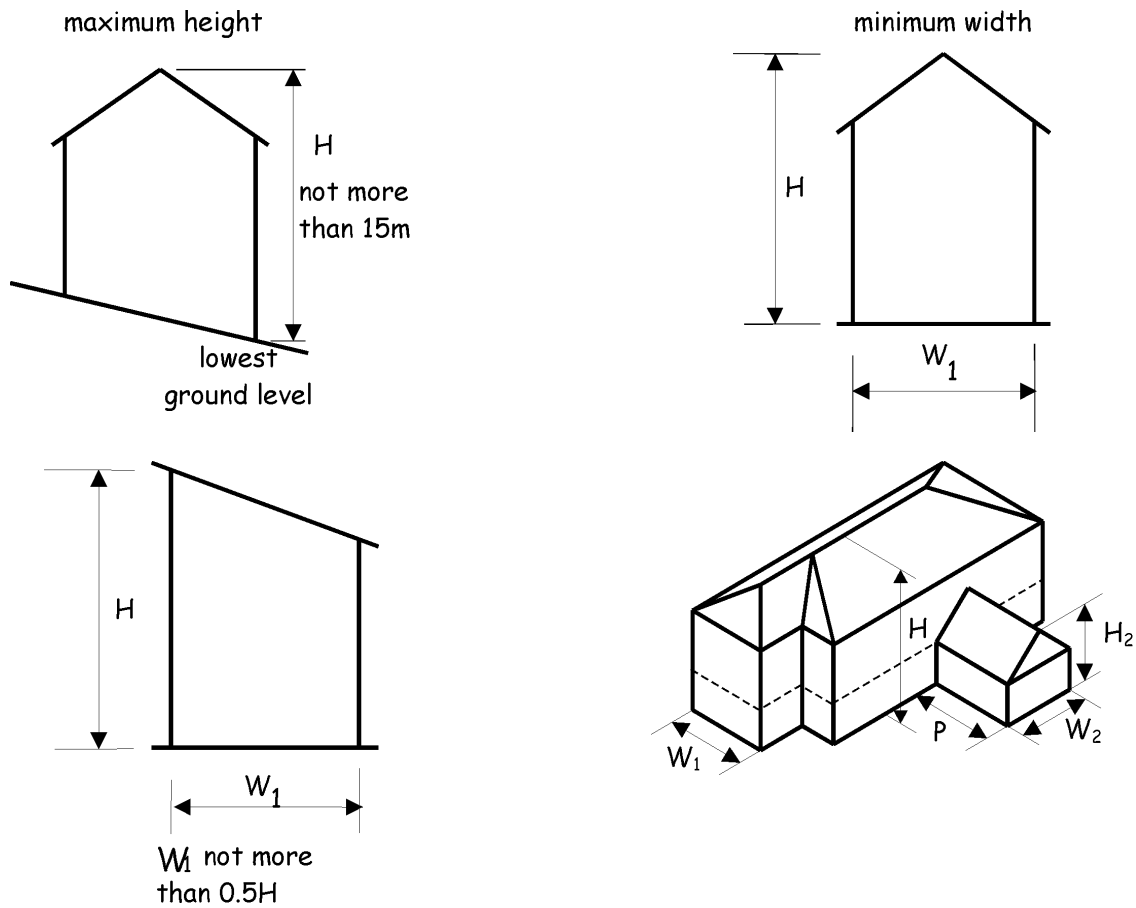 maximum height
H
not more
than 15m
lowest
ground level
minimum width
H
W1
H
W1
W1 not more
than 0.5H
H
H2
P
W2
W1